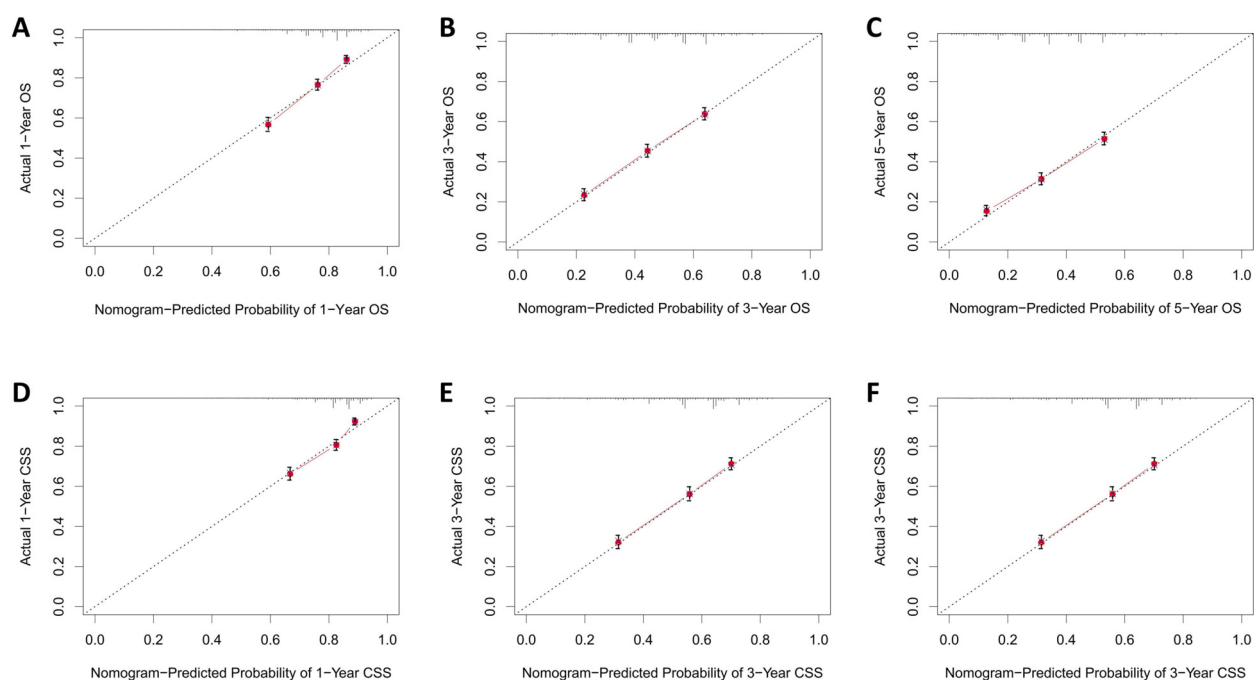 A
Actual 1−Year OS
1.0
0.8
0.6
0.4
0.2
0.0
0.0 0.2 0.4 0.6 0.8 1.0
Nomogram−Predicted Probability of 1−Year OS
B
Actual 3−Year OS
1.0
0.8
0.6
0.4
0.2
0.0
0.0 0.2 0.4 0.6 0.8 1.0
Nomogram−Predicted Probability of 3−Year OS
C
Actual 5−Year OS
1.0
0.8
0.6
0.4
0.2
0.0
0.0 0.2 0.4 0.6 0.8 1.0
Nomogram−Predicted Probability of 5−Year OS
D
Actual 1−Year CSS
1.0
0.8
0.6
0.4
0.2
0.0
0.0 0.2 0.4 0.6 0.8 1.0
Nomogram−Predicted Probability of 1−Year CSS
E
Actual 3−Year CSS
1.0
0.8
0.6
0.4
0.2
0.0
0.0 0.2 0.4 0.6 0.8 1.0
Nomogram−Predicted Probability of 3−Year CSS
F
Actual 3−Year CSS
1.0
0.8
0.6
0.4
0.2
0.0
0.0 0.2 0.4 0.6 0.8 1.0
Nomogram−Predicted Probability of 3−Year CSS